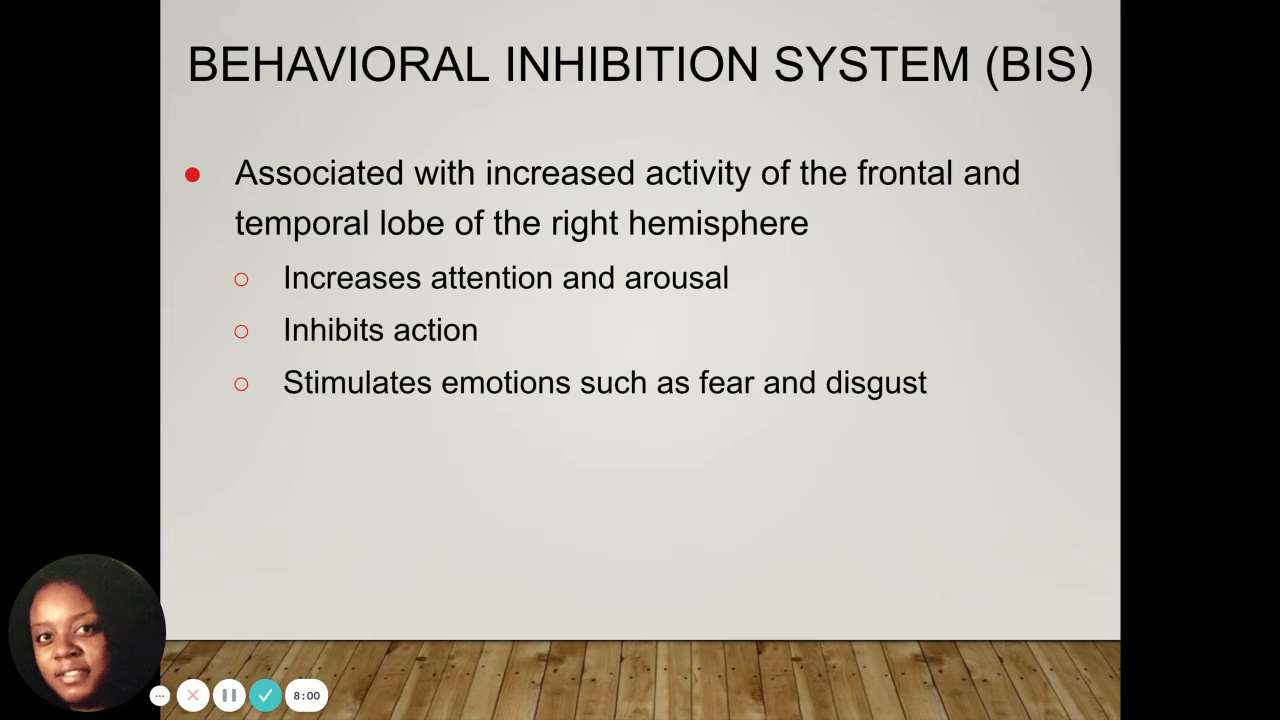 BEHAVIORAL INHIBITION SYSTEM (BIS)
● Associated with increased activity of the frontal and
temporal lobe of the right hemisphere
○ Increases attention and arousal
○ Inhibits action
○ Stimulates emotions such as fear and disgust
8:00